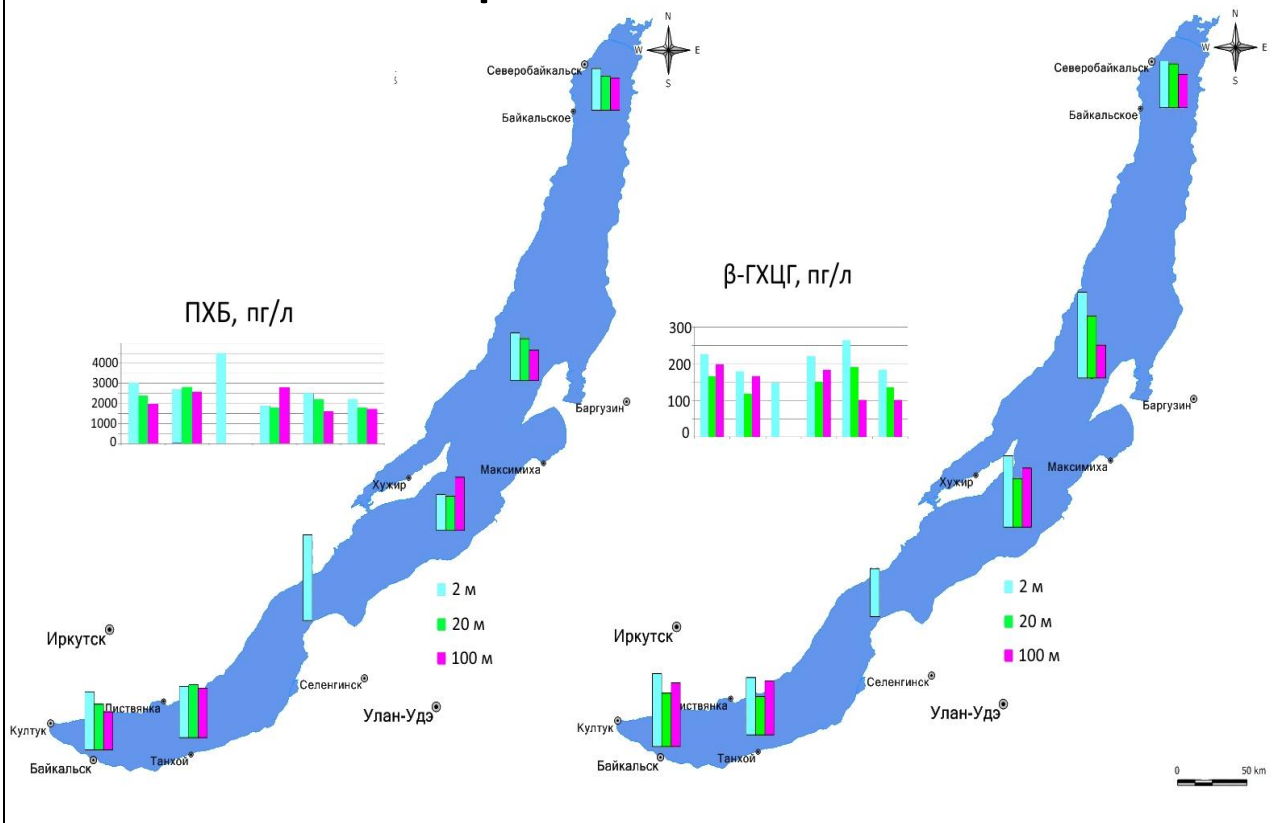 N
W
E
S
Северобайкальск
Байкальское
ПХБ, пг/л
4000
3000
2000
1000
0
Баргузин
Максимиха
Хужир
2 м
20 м
100 м
Иркутск
Селенгинск
Улан-Удэ
Листвянка
Култук
Танхой
Байкальск
N
W
E
S
Северобайкальск
Байкальское
β-ГХЦГ, пг/л
300
200
100
0
Баргузин
Максимиха
Хужир
2 м
20 м
100 м
Иркутск
Селенгинск
Улан-Удэ
иствянка
Култук
Танхой
Байкальск
0 50 km